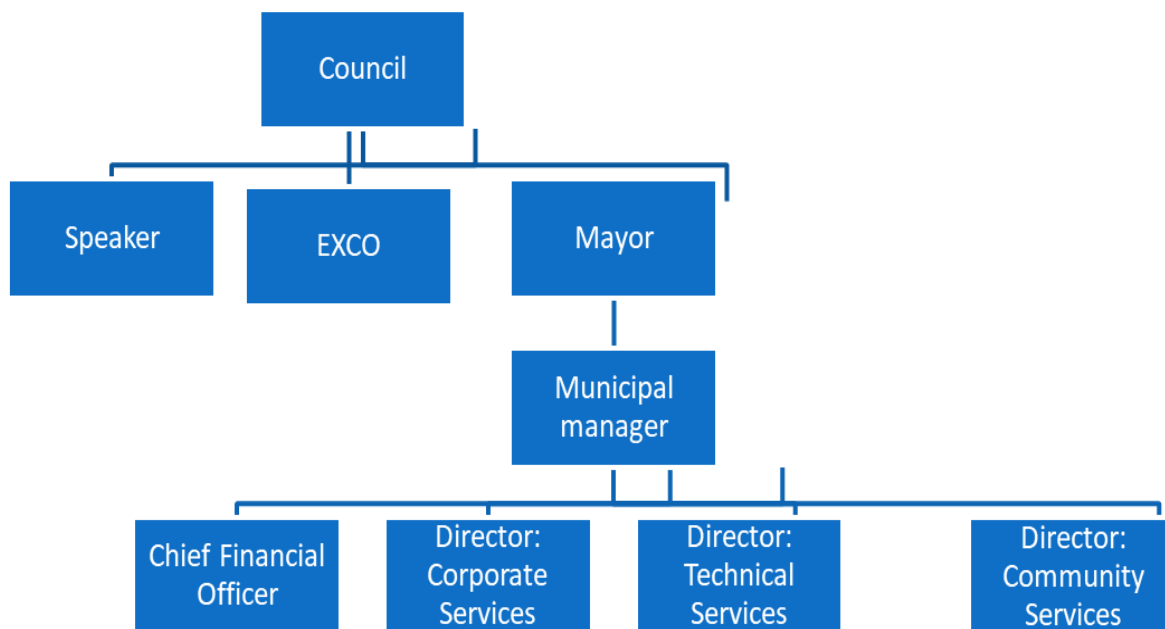 Council
Speaker
EXCO
Mayor
Municipal
manager
Chief Financial
Officer
Director:
Corporate
Services
Director:
Technical
Services
Director:
Community
Services